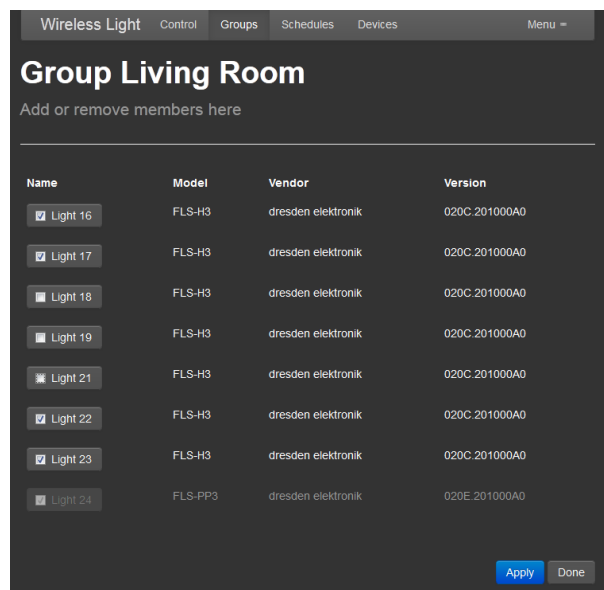 Wireless Light Control Groups Schedules Devices Menu
Group Living Room
Add or remove members here
Name Model Vendor Version
Light 16 FLS-H3 dresden elektronik 020C.201000A0
Light 17 FLS-H3 dresden elektronik 020C.201000A0
Light 18 FLS-H3 dresden elektronik 020C.201000A0
Light 19 FLS-H3 dresden elektronik 020C.201000A0
Light 21 FLS-H3 dresden elektronik 020C.201000A0
Light 22 FLS-H3 dresden elektronik 020C.201000A0
Light 23 FLS-H3 dresden elektronik 020C.201000A0
Light 24 FLS-PP3 dresden elektronik 020E.201000A0
Apply Done